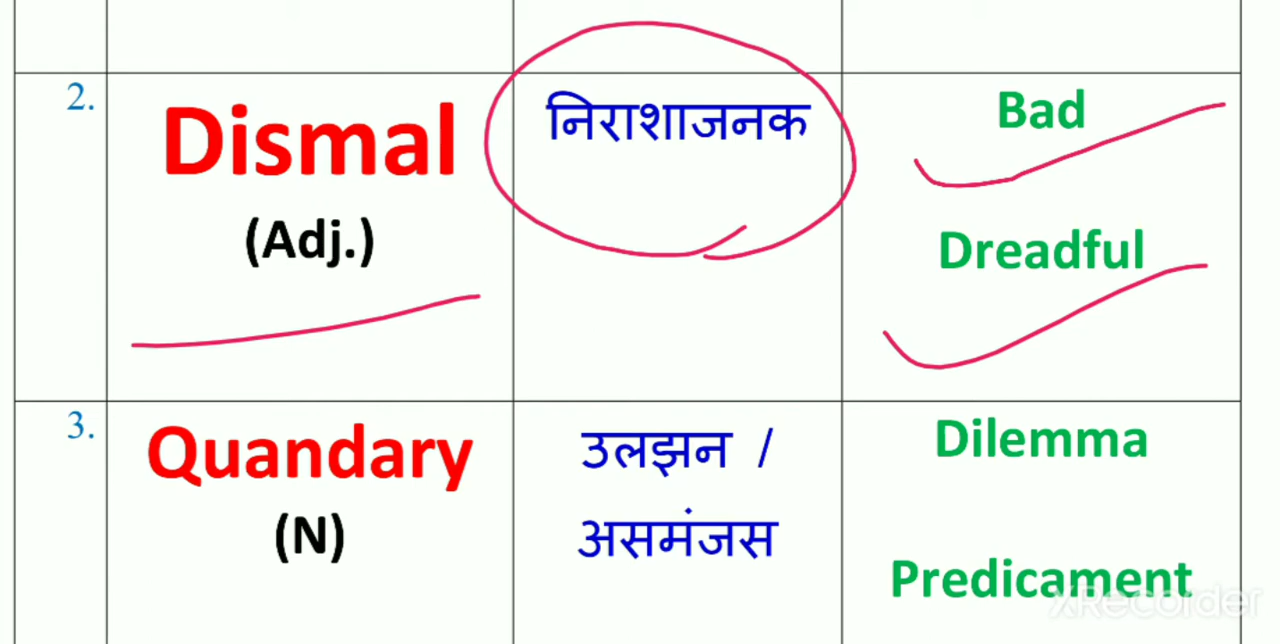 2.
Dismal
(Adj.)
निराशाजनक
Bad
Dreadful
3.
Quandary
(N)
उलझन /
असमंजस
Dilemma
Predicament
XRecorder